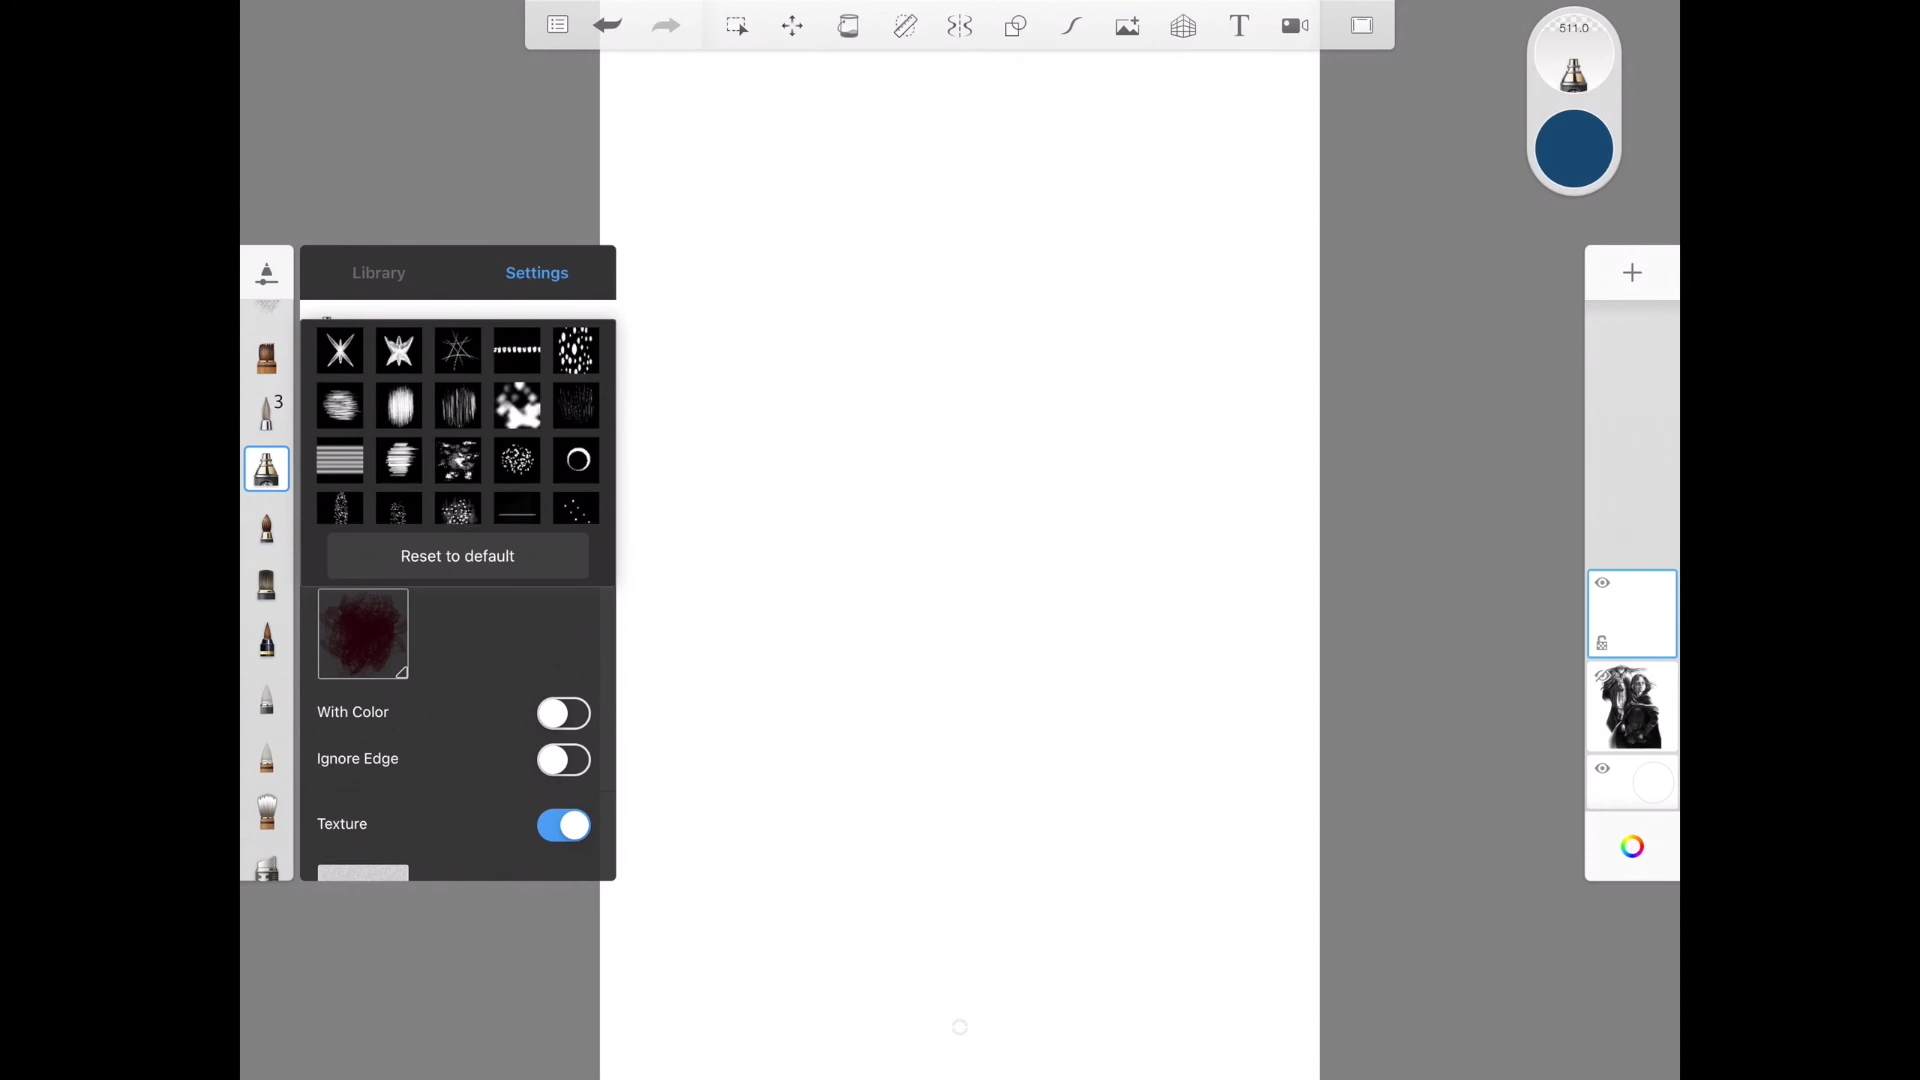 511.0
Library Settings
3
Reset to default
With Color
Ignore Edge
Texture